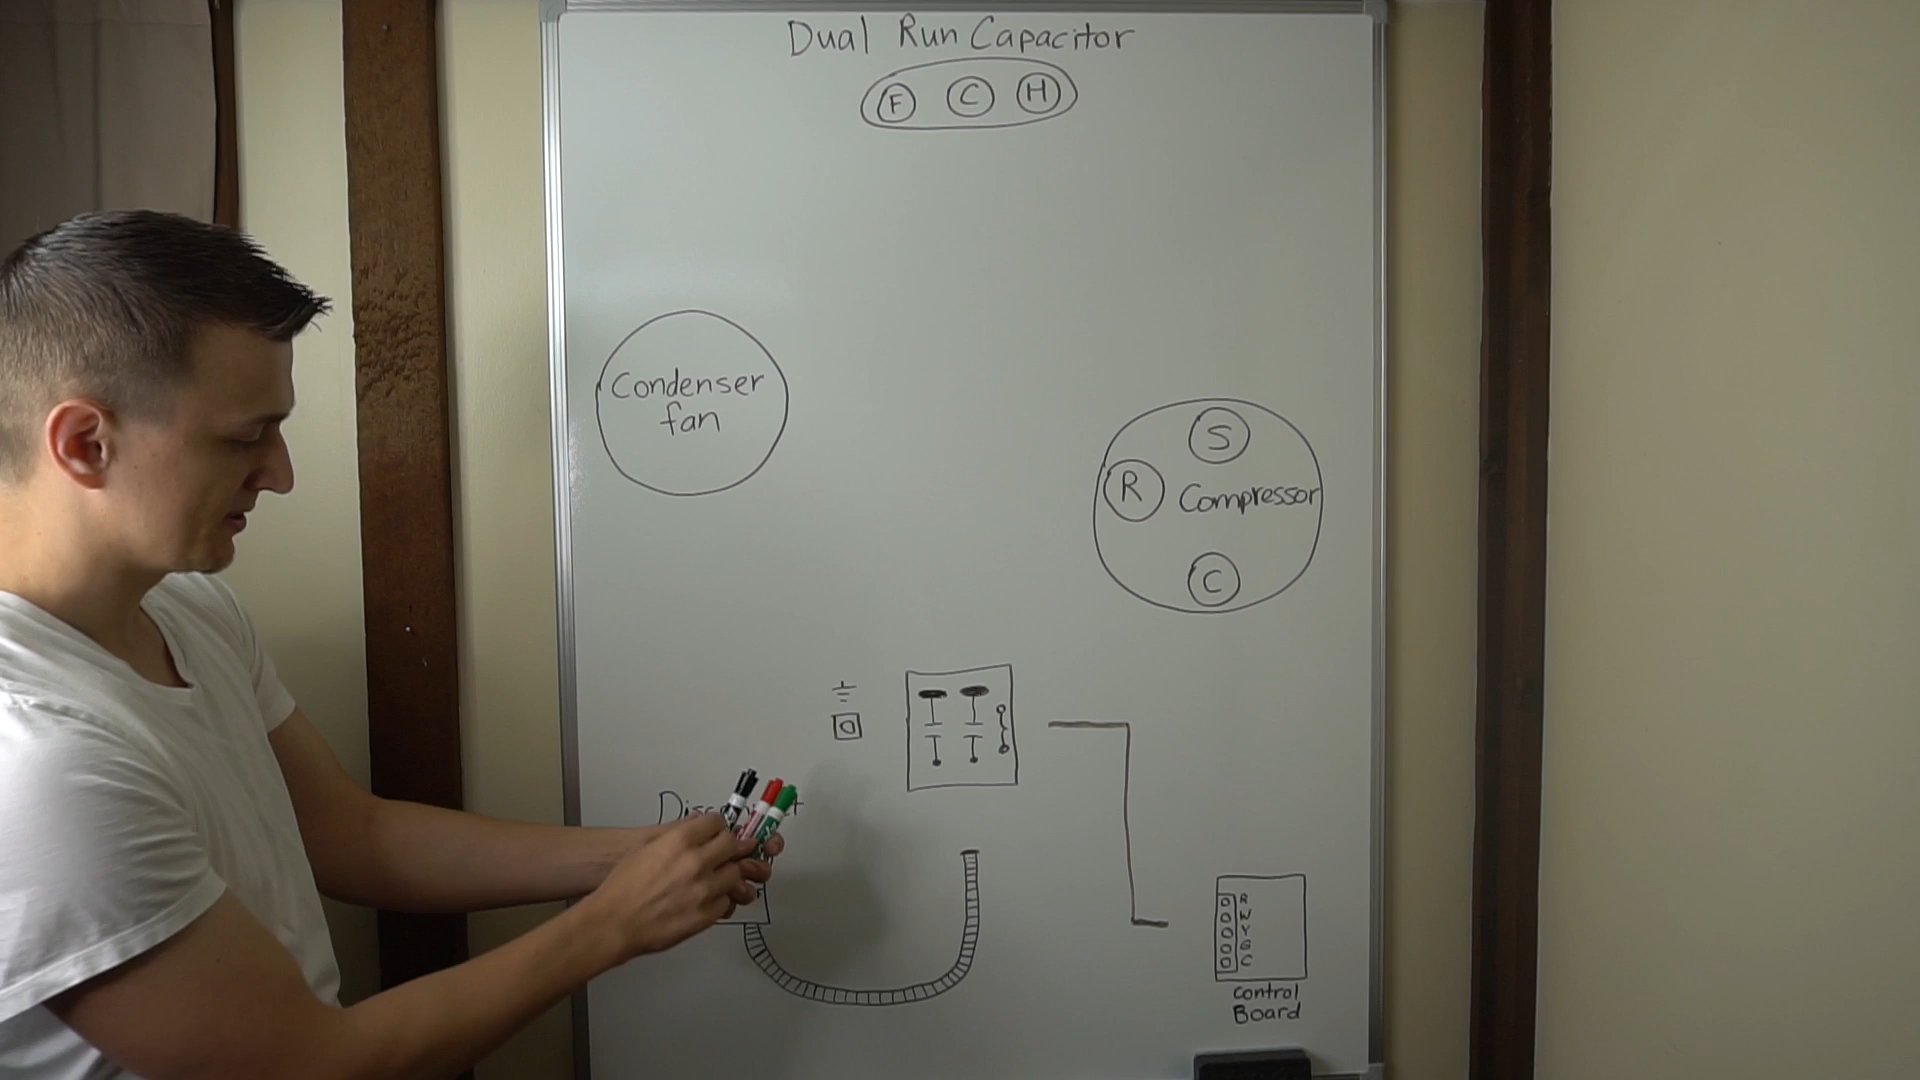 Dual Run Capacitor
F C H
Condenser
fan
S
R Compressor
C
R
W
Y
G
C
Control
Board